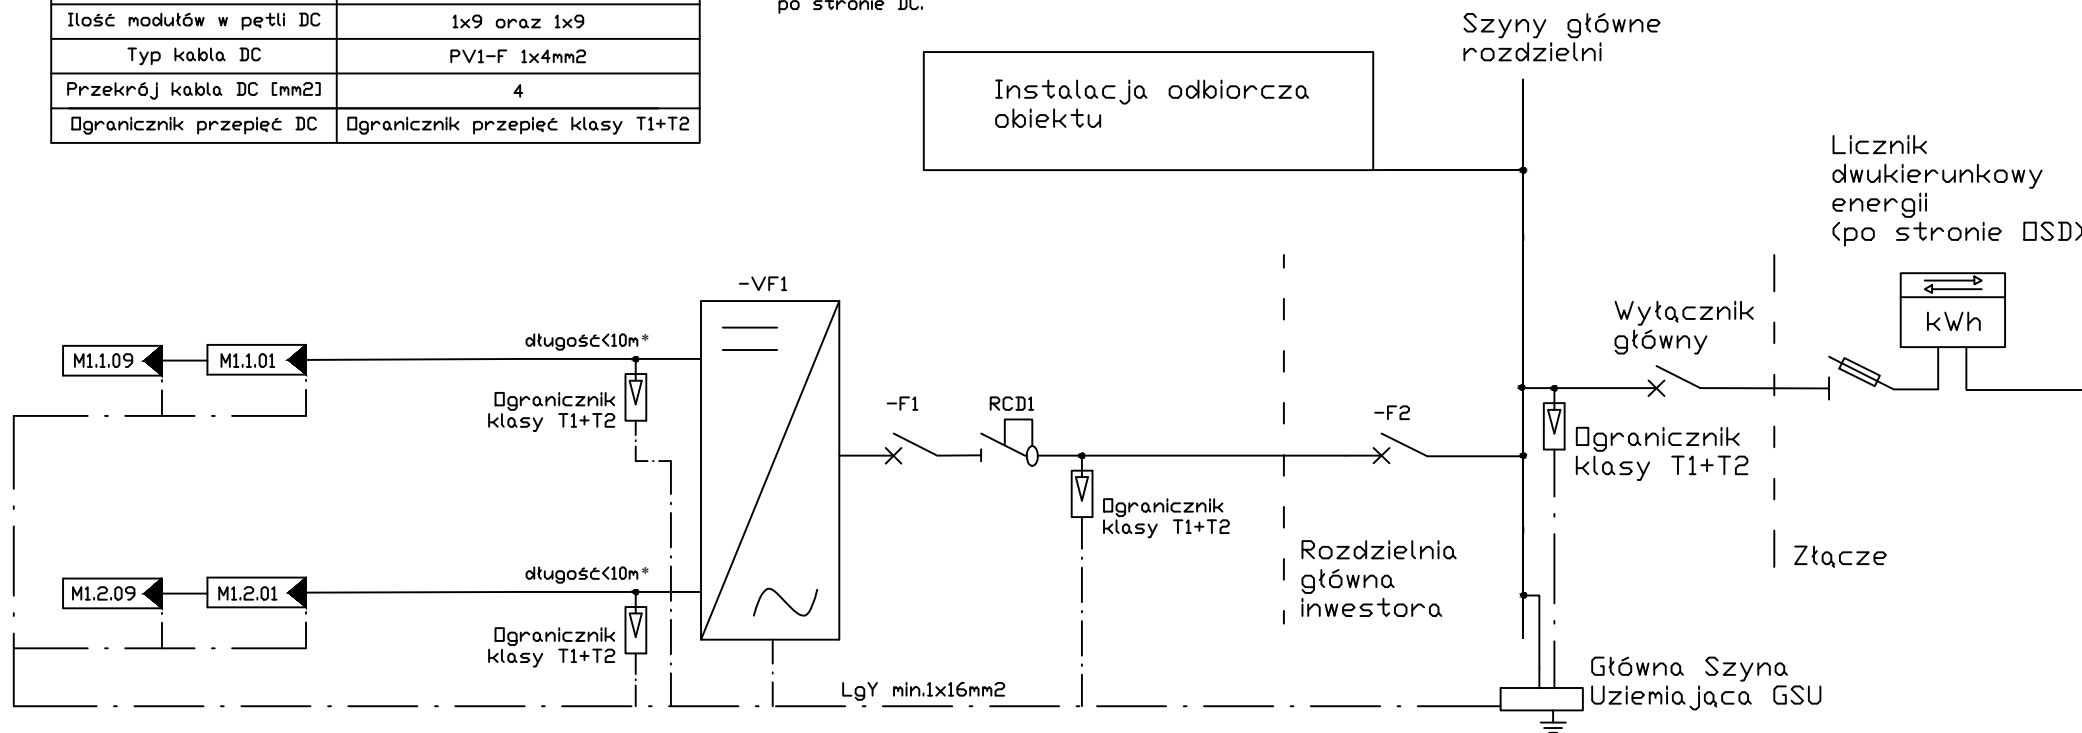 Ilość modułów w pętli DC
1x9 oraz 1x9
Typ kabla DC
PV1-F 1x4mm2
Przekrój kabla DC [mm2]
4
Ogranicznik przepięć DC
Ogranicznik przepięć klasy T1+T2
po stronie DC.
Szyny główne
rozdzielni
Instalacja odbiorcza
obiektu
Licznik
dwukierunkowy
energii
(po stronie OSD)
kWh
Wyłącznik
główny
-VF1
długość<10m*
M1.1.09
M1.1.01
Ogranicznik
klasy T1+T2
-F1
RCD1
-F2
Ogranicznik
klasy T1+T2
Ogranicznik
klasy T1+T2
Rozdzielnia
główna
inwestora
Złącze
długość<10m*
M1.2.09
M1.2.01
Ogranicznik
klasy T1+T2
LgY min.1x16mm2
Główna Szyna
Uziemiająca GSU